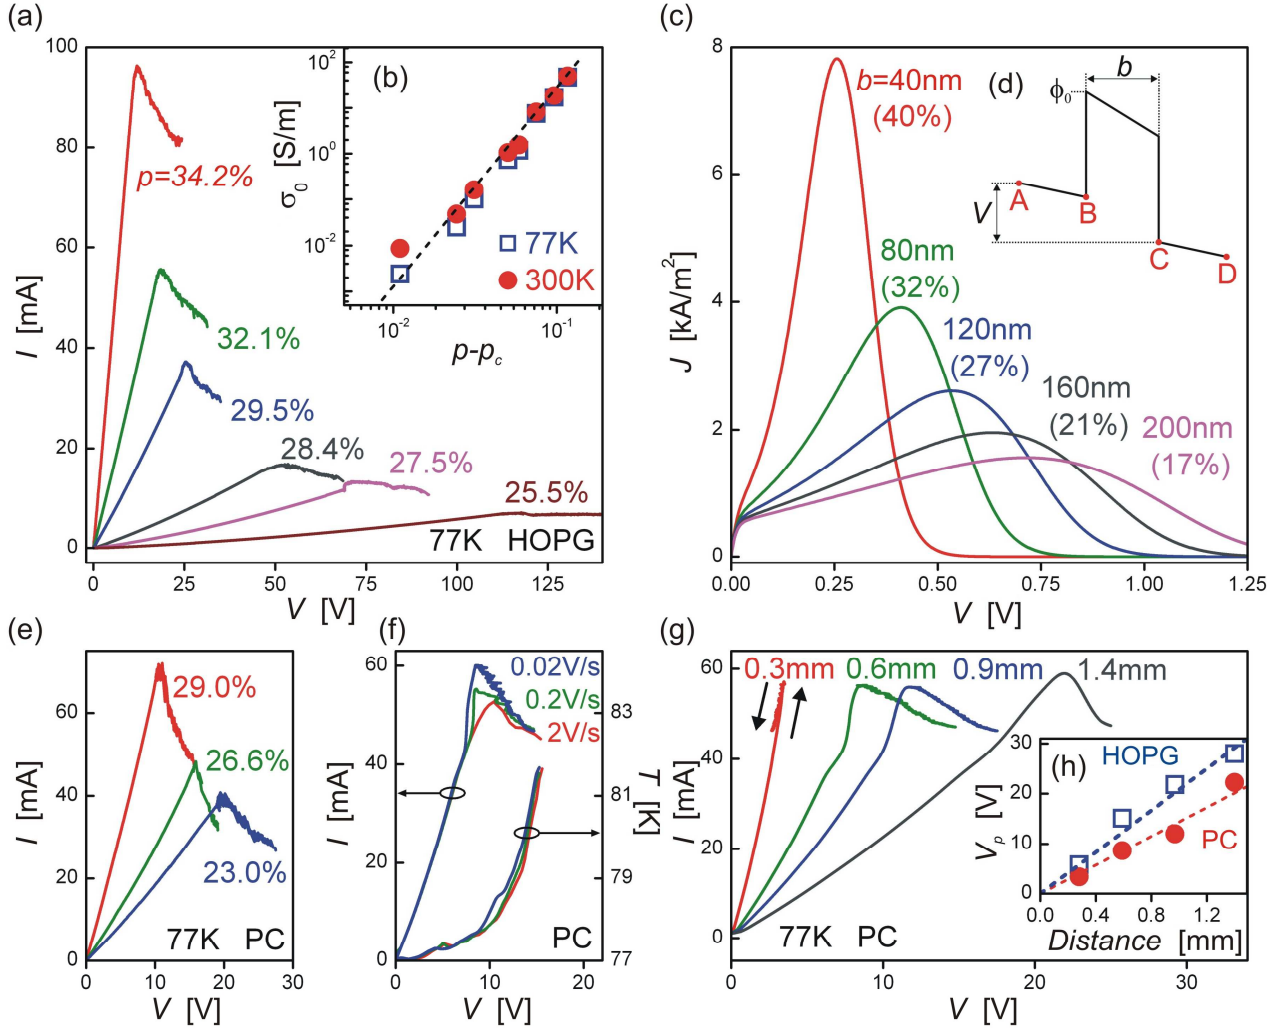 (a)
100
80
60
40
20
0
I [mA]
p=34.2%
32.1%
29.5%
28.4%
27.5%
25.5%
77K HOPG
0 25 50 75 100 125
V [V]
(b)
10²
10⁰
10⁻²
σ₀ [S/m]
77K
300K
10⁻² 10⁻¹
p-p_c
(c)
8
6
4
2
0
J [kA/m²]
b=40nm
(40%)
80nm
(32%)
120nm
(27%)
160nm
(21%)
200nm
(17%)
0.00 0.25 0.50 0.75 1.00 1.25
V [V]
(d)
b
ϕ₀
A
B
V
C
D
(e)
60
40
20
0
I [mA]
29.0%
26.6%
23.0%
77K PC
0 10 20 30
V [V]
(f)
60
40
20
0
I [mA]
0.02V/s
0.2V/s
2V/s
83
81
79
77
T [K]
PC
0 10 20
V [V]
(g)
60
40
20
0
I [mA]
0.3mm 0.6mm 0.9mm 1.4mm
77K PC
0 10 20 30
V [V]
(h)
30
20
10
0
V_p [V]
HOPG
PC
0.0 0.4 0.8 1.2
Distance [mm]